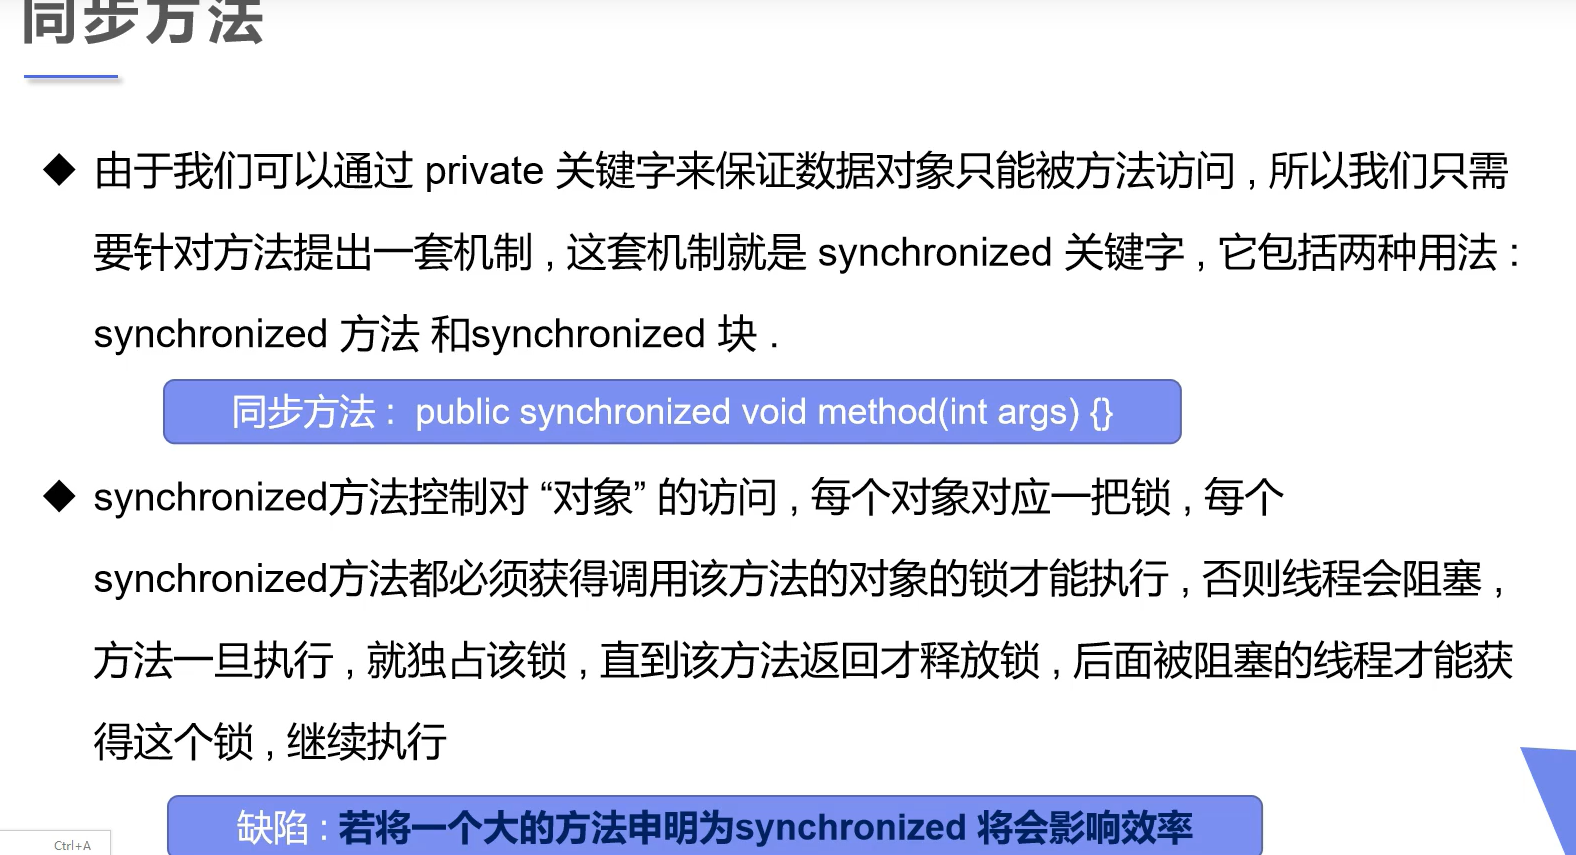 同步方法
由于我们可以通过 private 关键字来保证数据对象只能被方法访问 , 所以我们只需
要针对方法提出一套机制 , 这套机制就是 synchronized 关键字 , 它包括两种用法 :
synchronized 方法 和synchronized 块 .
同步方法 : public synchronized void method(int args) {}
synchronized方法控制对 “对象” 的访问 , 每个对象对应一把锁 , 每个
synchronized方法都必须获得调用该方法的对象的锁才能执行 , 否则线程会阻塞 ,
方法一旦执行 , 就独占该锁 , 直到该方法返回才释放锁 , 后面被阻塞的线程才能获
得这个锁 , 继续执行
缺陷 : 若将一个大的方法申明为synchronized 将会影响效率
Ctrl+A